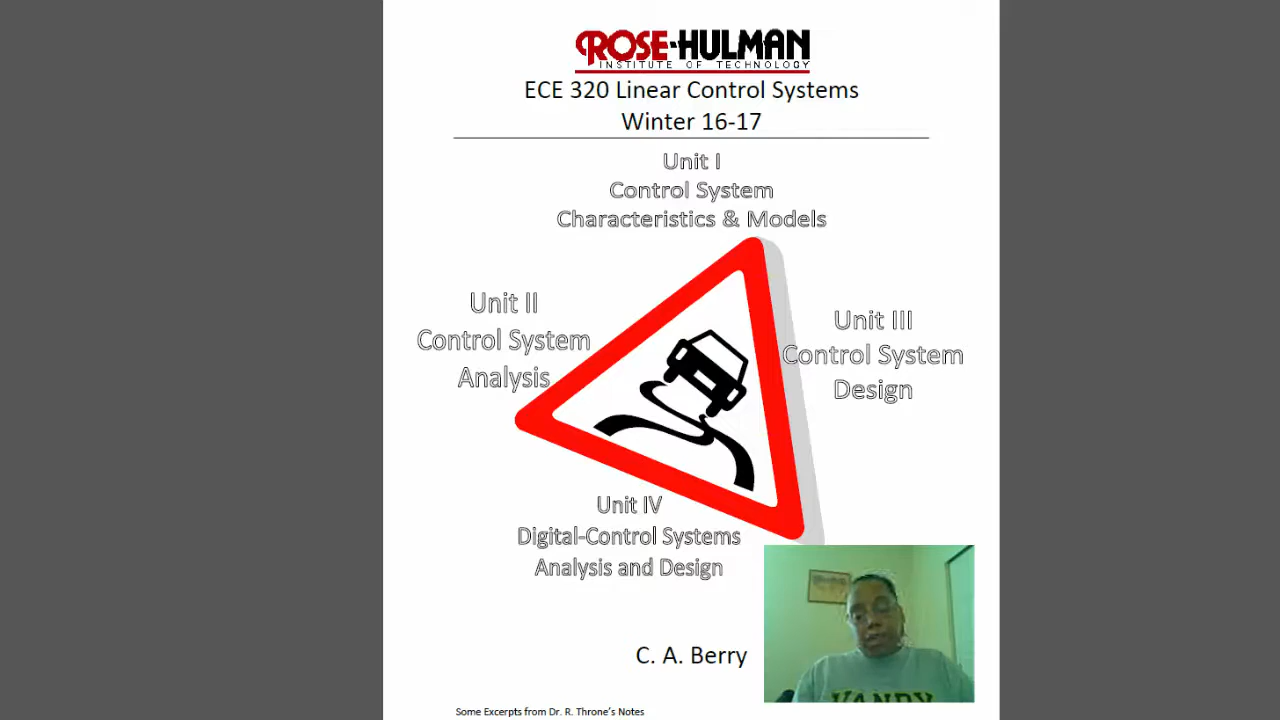 ROSE-HULMAN
INSTITUTE OF TECHNOLOGY
ECE 320 Linear Control Systems
Winter 16-17
Unit I
Control System
Characteristics & Models
Unit II
Control System
Analysis
Unit III
Control System
Design
Unit IV
Digital-Control Systems
Analysis and Design
C. A. Berry
VANDY
Some Excerpts from Dr. R. Throne's Notes